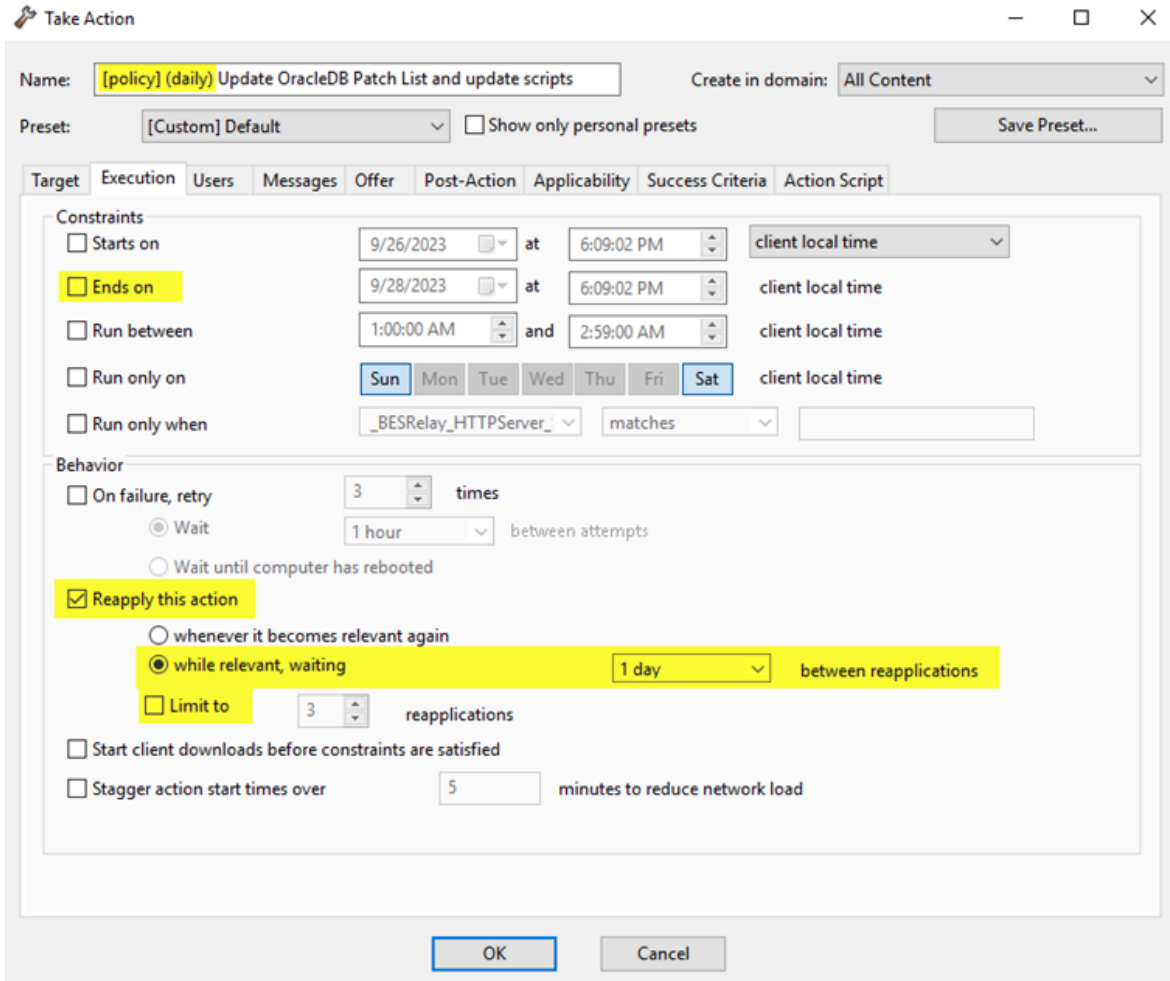 Take Action
Name: [policy] (daily) Update OracleDB Patch List and update scripts Create in domain: All Content
Preset: [Custom] Default Show only personal presets Save Preset...
Target Execution Users Messages Offer Post-Action Applicability Success Criteria Action Script
Constraints
Starts on 9/26/2023 at 6:09:02 PM client local time
Ends on 9/28/2023 at 6:09:02 PM client local time
Run between 1:00:00 AM and 2:59:00 AM client local time
Run only on Sun Mon Tue Wed Thu Fri Sat client local time
Run only when _BESRelay_HTTPServer_ matches
Behavior
On failure, retry 3 times
Wait 1 hour between attempts
Wait until computer has rebooted
Reapply this action
whenever it becomes relevant again
while relevant, waiting 1 day between reapplications
Limit to 3 reapplications
Start client downloads before constraints are satisfied
Stagger action start times over 5 minutes to reduce network load
OK Cancel